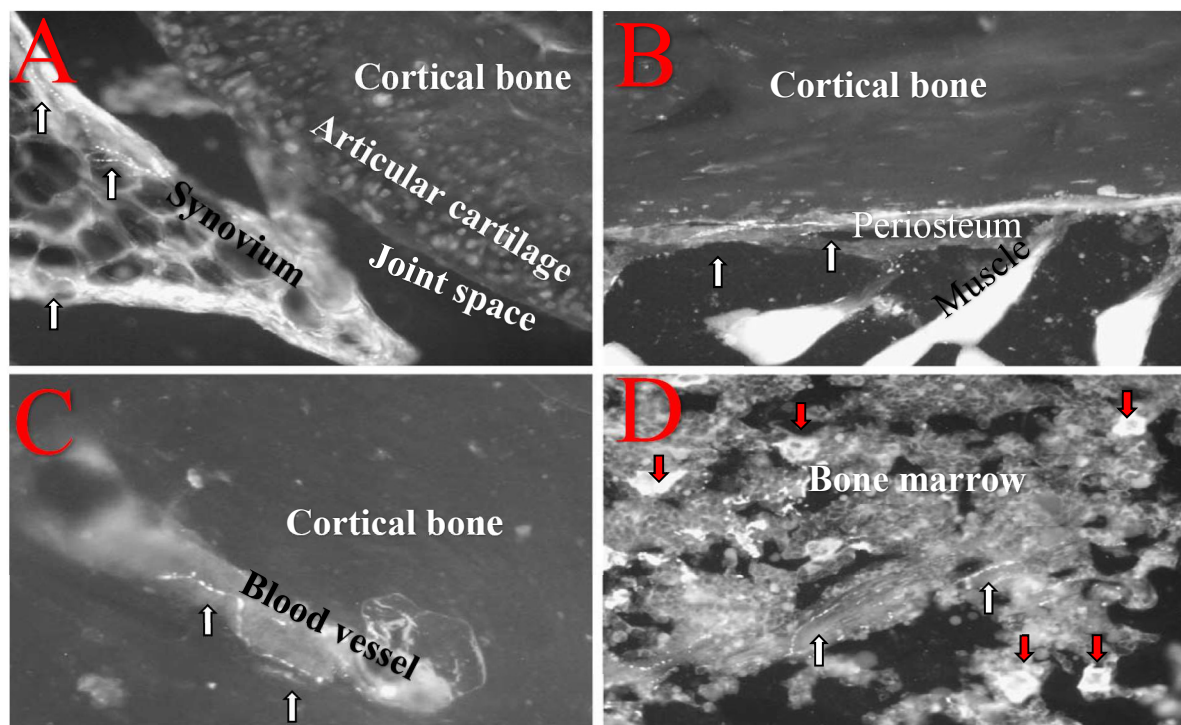 A
Cortical bone
Articular cartilage
Synovium
Joint space
B
Cortical bone
Periosteum
Muscle
C
Cortical bone
Blood vessel
D
Bone marrow